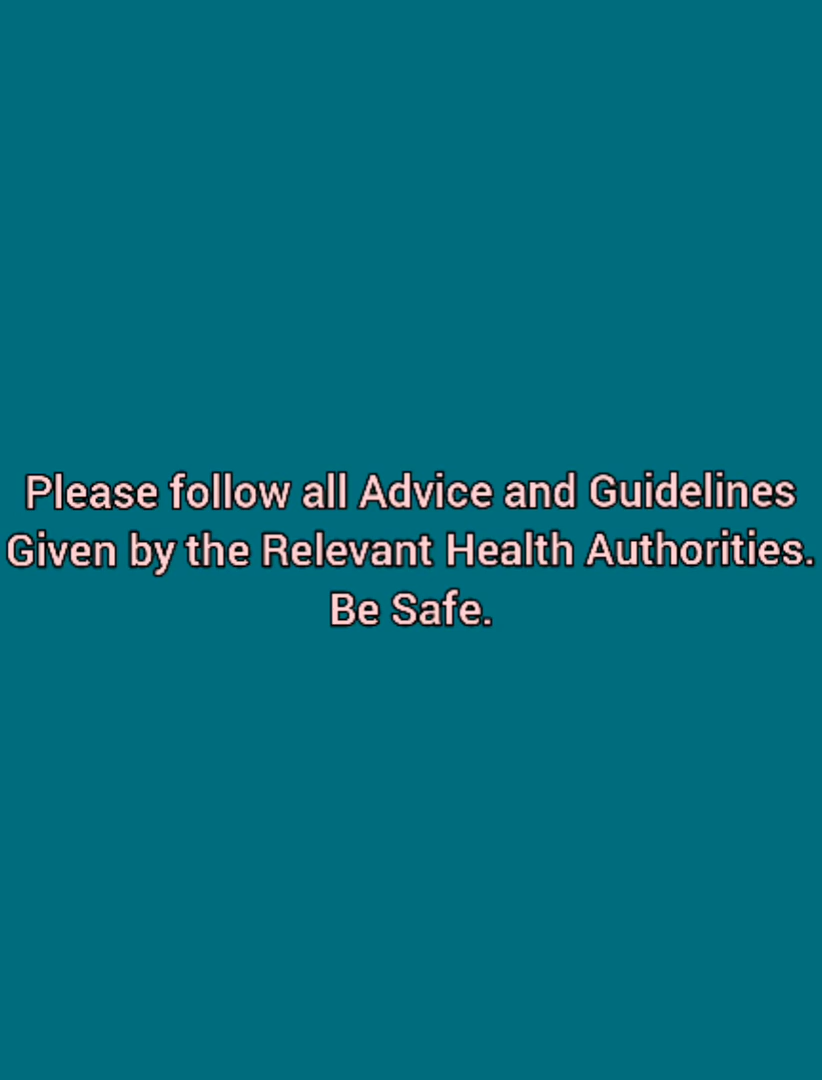 Please follow all Advice and Guidelines
Given by the Relevant Health Authorities.
Be Safe.